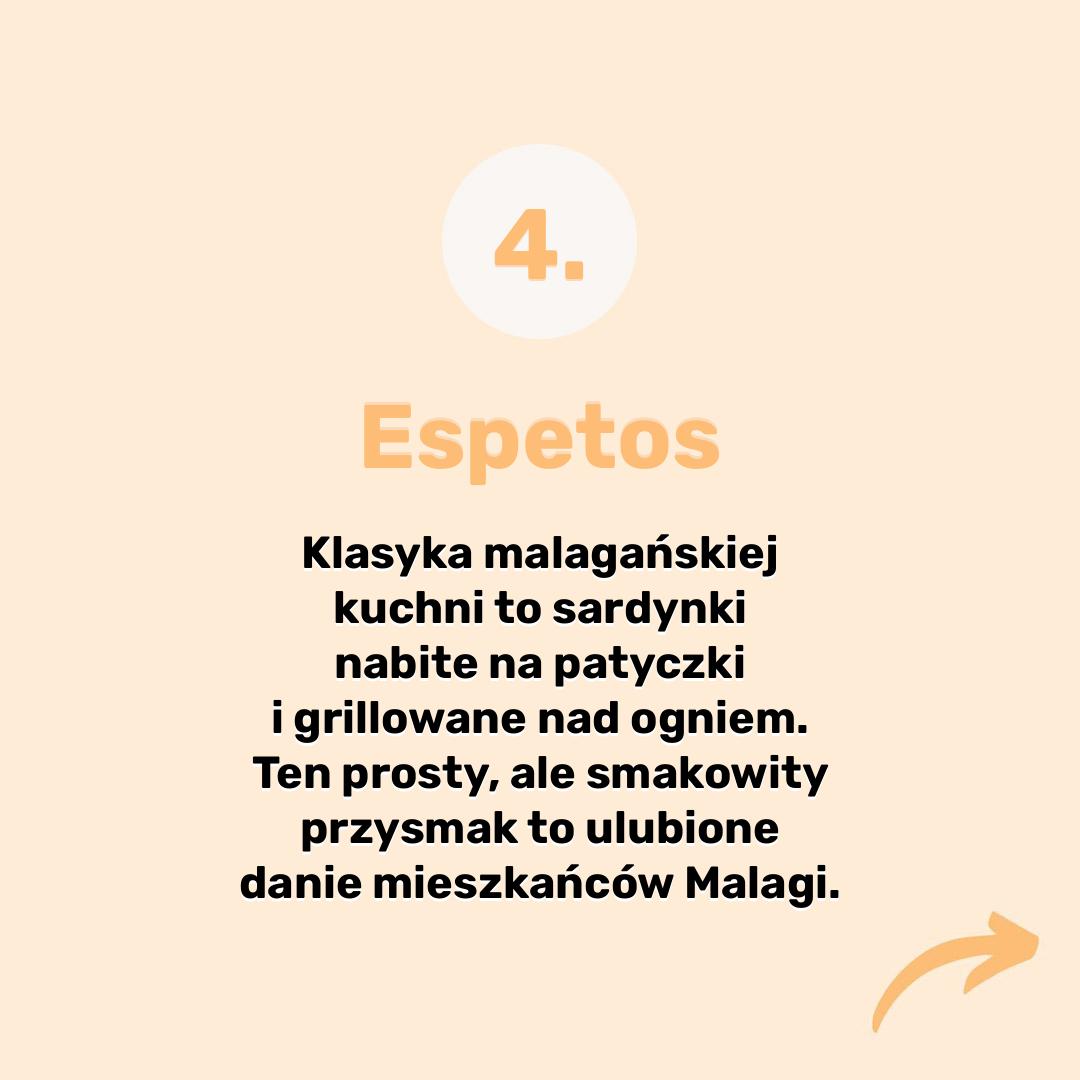 4.
Espetos
Klasyka malagańskiej
kuchni to sardynki
nabite na patyczki
i grillowane nad ogniem.
Ten prosty, ale smakowity
przysmak to ulubione
danie mieszkańców Malagi.